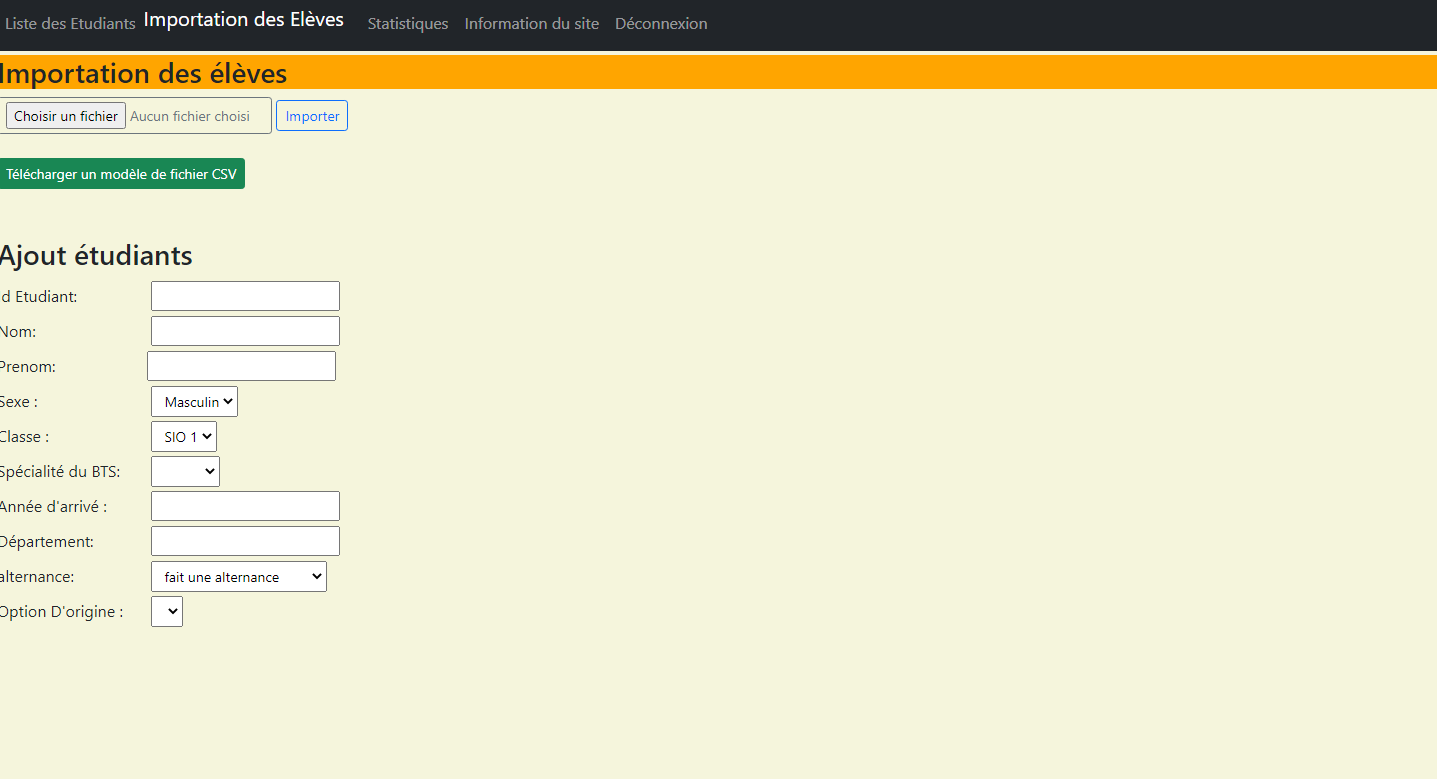 Liste des Etudiants Importation des Elèves Statistiques Information du site Déconnexion
Importation des élèves
Choisir un fichier Aucun fichier choisi Importer
Télécharger un modèle de fichier CSV
Ajout étudiants
Id Etudiant:
Nom:
Prenom:
Sexe : Masculin
Classe : SIO 1
Spécialité du BTS:
Année d'arrivé :
Département:
alternance: fait une alternance
Option D'origine :